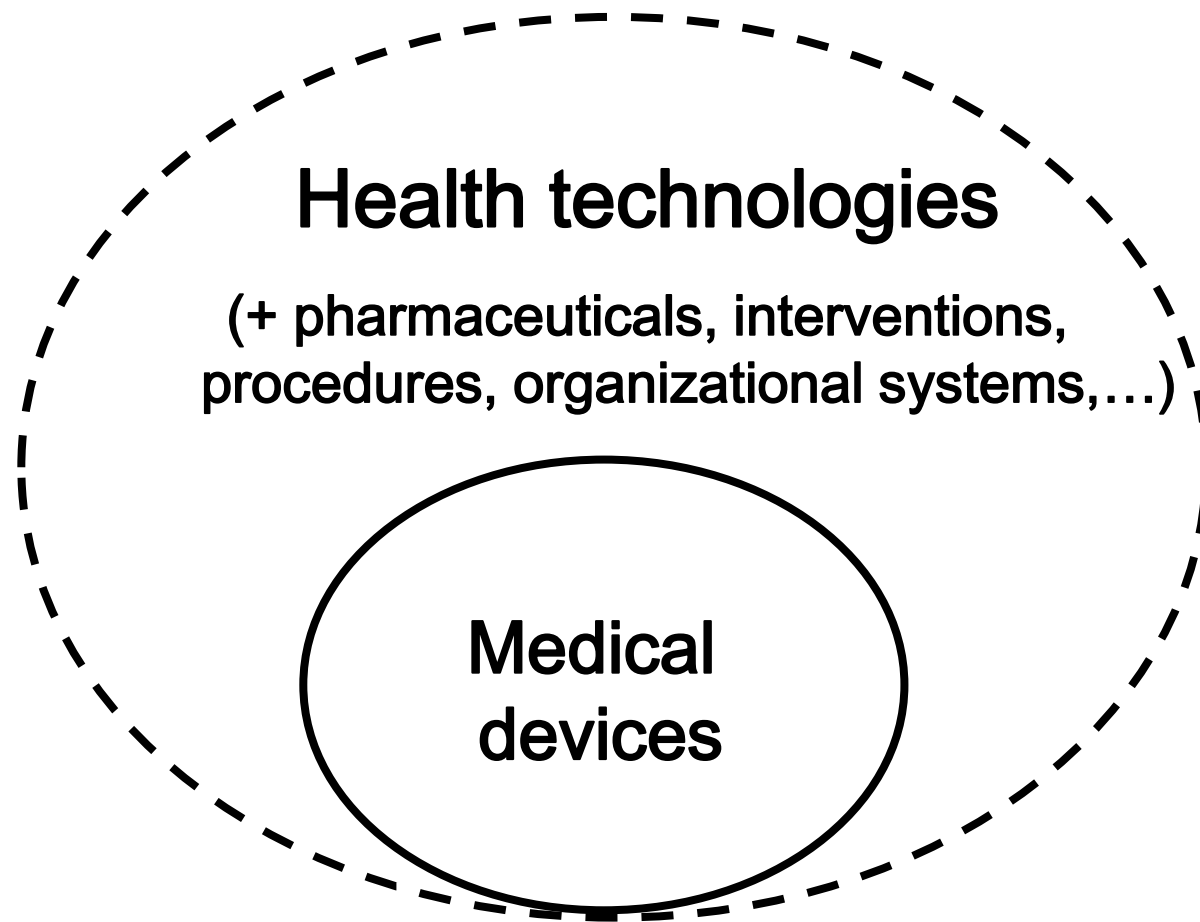 Health technologies
(+ pharmaceuticals, interventions,
procedures, organizational systems,...)
Medical
devices